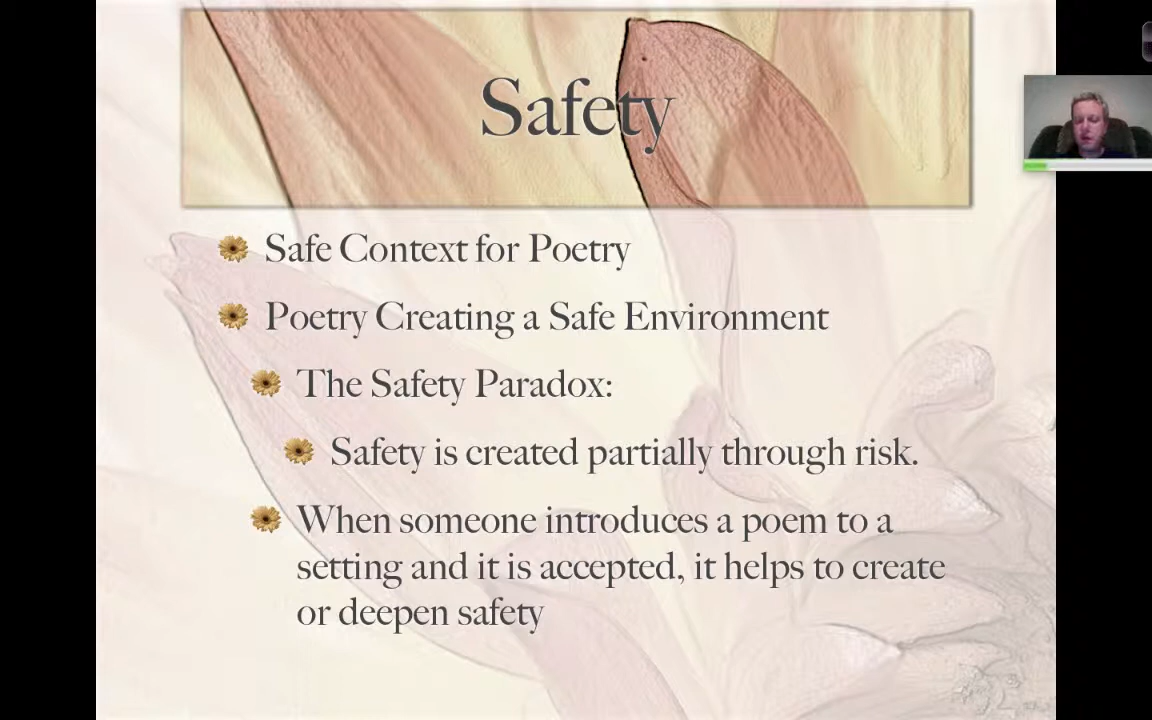 Safety
Safe Context for Poetry
Poetry Creating a Safe Environment
The Safety Paradox:
Safety is created partially through risk.
When someone introduces a poem to a
setting and it is accepted, it helps to create
or deepen safety